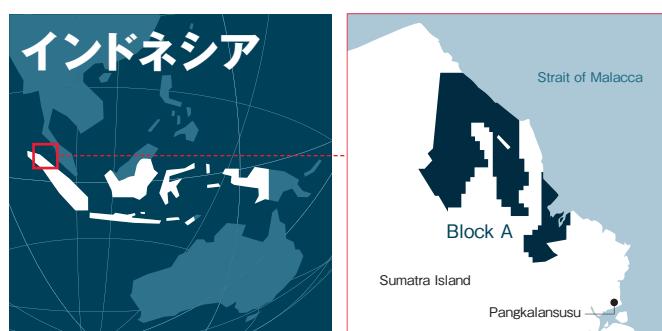 インドネシア
Strait of Malacca
Block A
Sumatra Island
Pangkalansusu